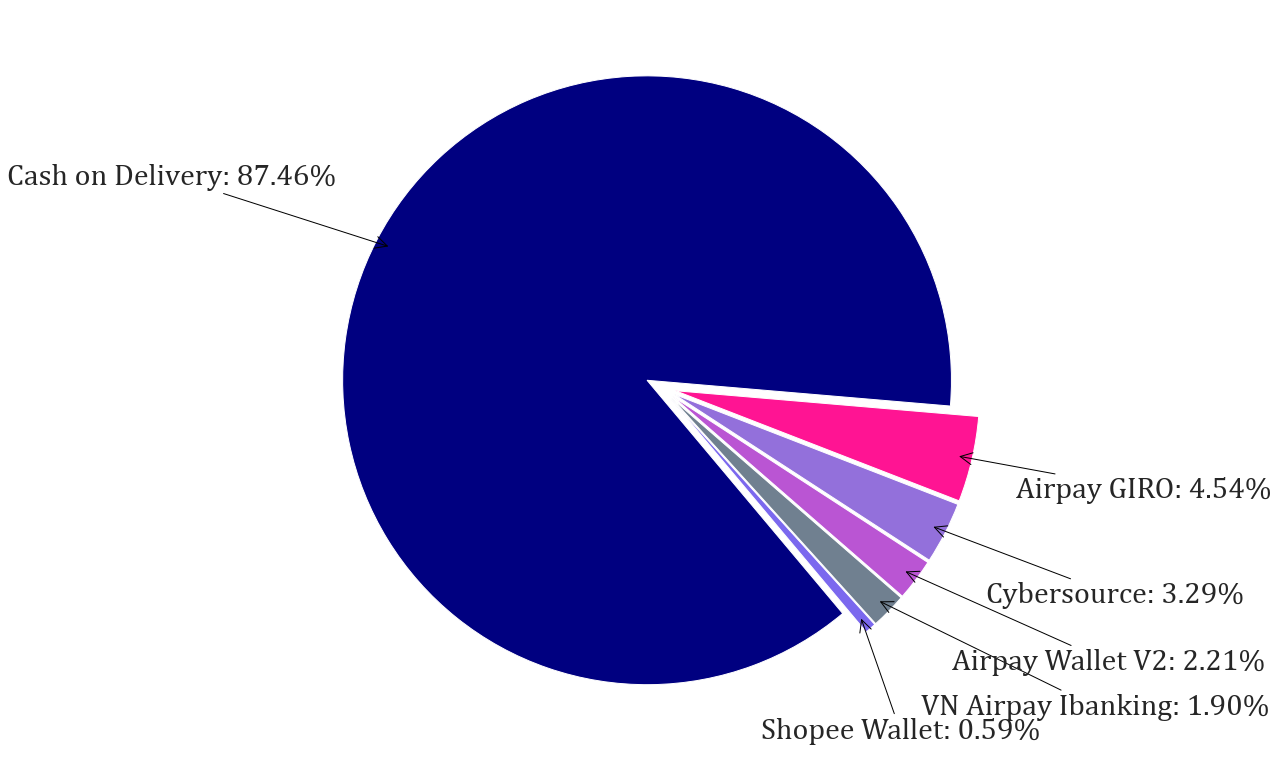 Cash on Delivery: 87.46%
Airpay GIRO: 4.54%
Cybersource: 3.29%
Airpay Wallet V2: 2.21%
VN Airpay Ibanking: 1.90%
Shopee Wallet: 0.59%